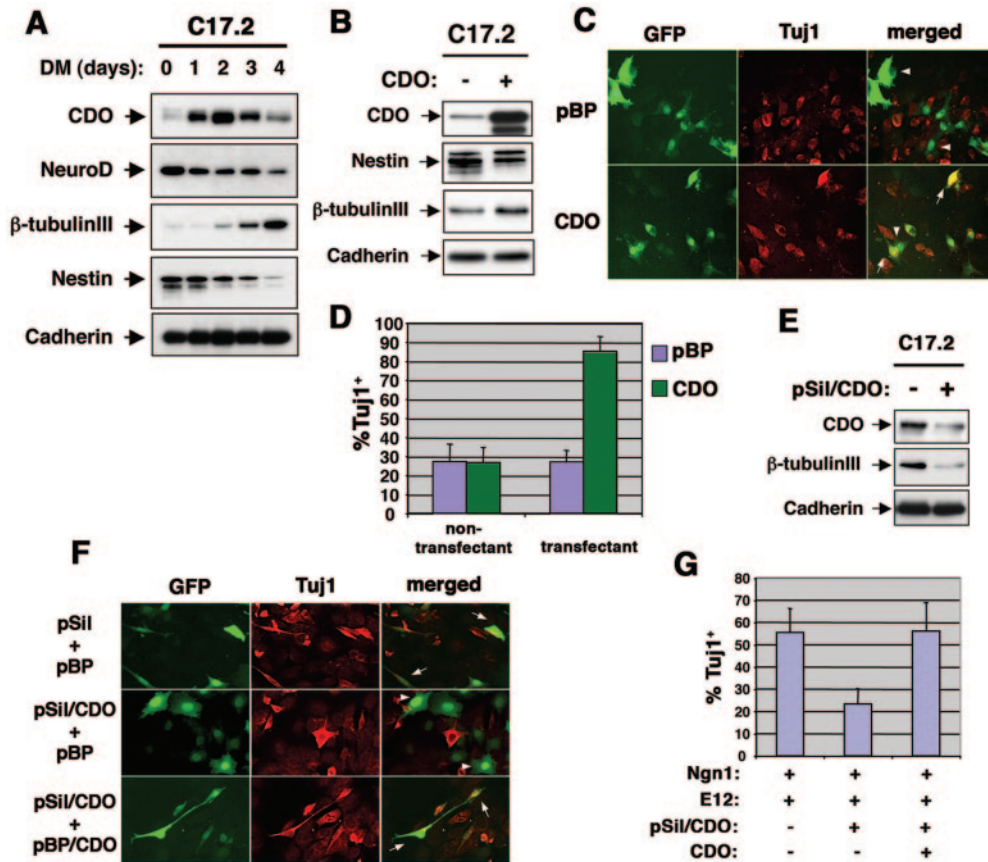 A
C17.2
DM (days): 0 1 2 3 4
CDO
NeuroD
β-tubulinIII
Nestin
Cadherin
B
C17.2
CDO: - +
CDO
Nestin
β-tubulinIII
Cadherin
C
GFP Tuj1 merged
pBP
CDO
D
%Tuj1+
100
90
80
70
60
50
40
30
20
10
0
non-
transfectant
transfectant
pBP
CDO
E
C17.2
pSil/CDO: - +
CDO
β-tubulinIII
Cadherin
F
GFP Tuj1 merged
pSil
+
pBP
pSil/CDO
+
pBP
pSil/CDO
+
pBP/CDO
G
% Tuj1+
80
70
60
50
40
30
20
10
0
Ngn1: + + +
E12: + + +
pSil/CDO: - + +
CDO: - - +